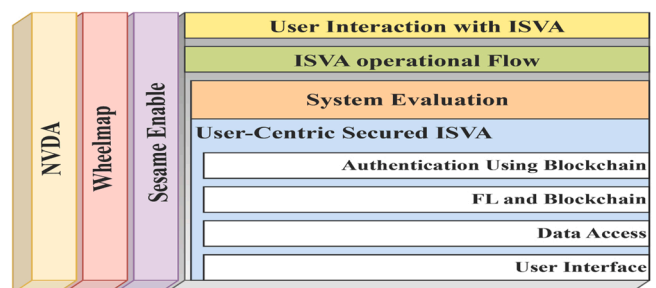 NVDA
Wheelmap
Sesame Enable
User Interaction with ISVA
ISVA operational Flow
System Evaluation
User-Centric Secured ISVA
Authentication Using Blockchain
FL and Blockchain
Data Access
User Interface